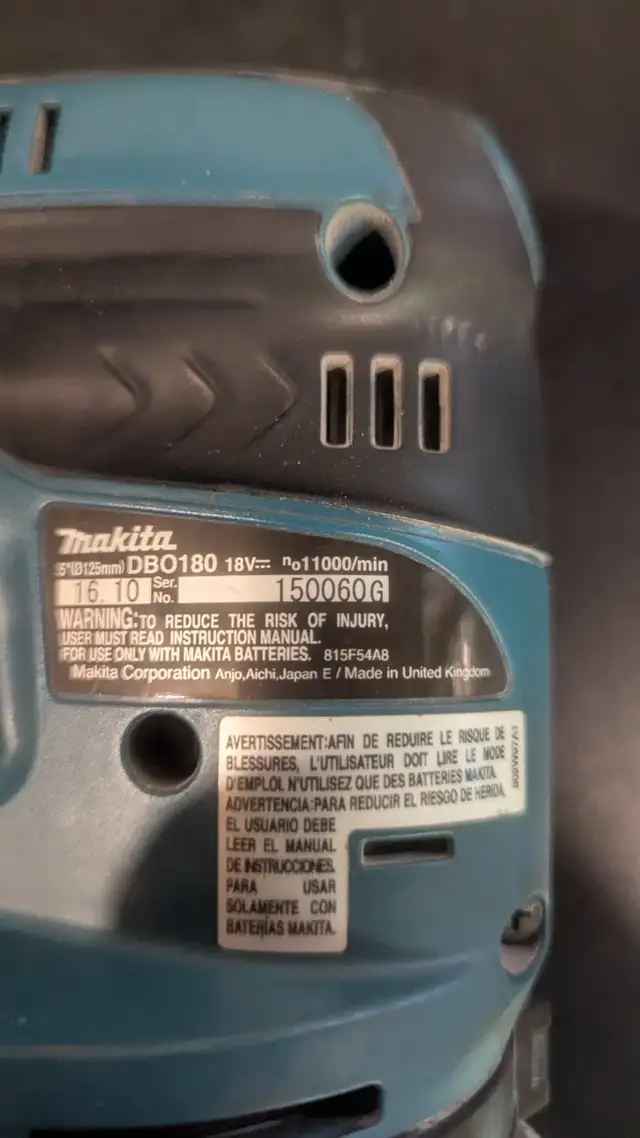 makita
5"(Ø125mm) DBO180 18V⎓ n₀11000/min
16. 10 Ser. No. 150060G
WARNING: TO REDUCE THE RISK OF INJURY,
USER MUST READ INSTRUCTION MANUAL.
FOR USE ONLY WITH MAKITA BATTERIES. 815F54A8
Makita Corporation Anjo,Aichi,Japan E / Made in United Kingdom
AVERTISSEMENT:AFIN DE REDUIRE LE RISQUE DE
BLESSURES, L'UTILISATEUR DOIT LIRE LE MODE
D'EMPLOI. N'UTILISEZ QUE DES BATTERIES MAKITA.
ADVERTENCIA:PARA REDUCIR EL RIESGO DE HERIDA,
EL USUARIO DEBE
LEER EL MANUAL
DE INSTRUCCIONES.
PARA USAR
SOLAMENTE CON
BATERÍAS MAKITA.